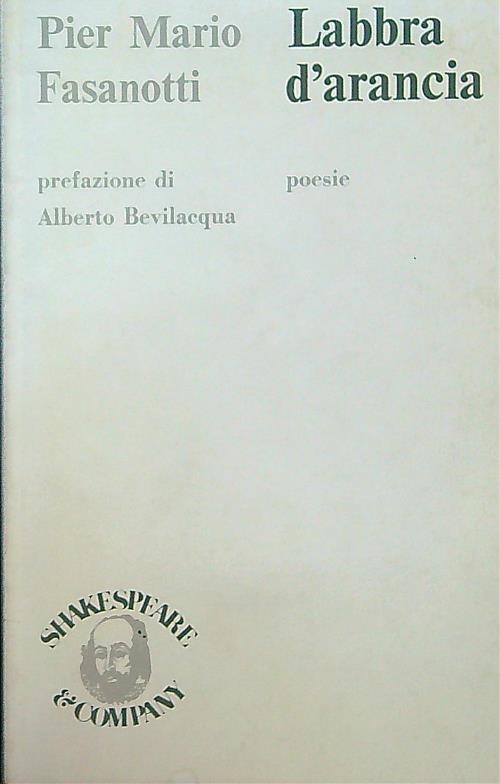 Pier Mario
Fasanotti
Labbra
d'arancia
prefazione di
Alberto Bevilacqua
poesie
SHAKESPEARE
& COMPANY